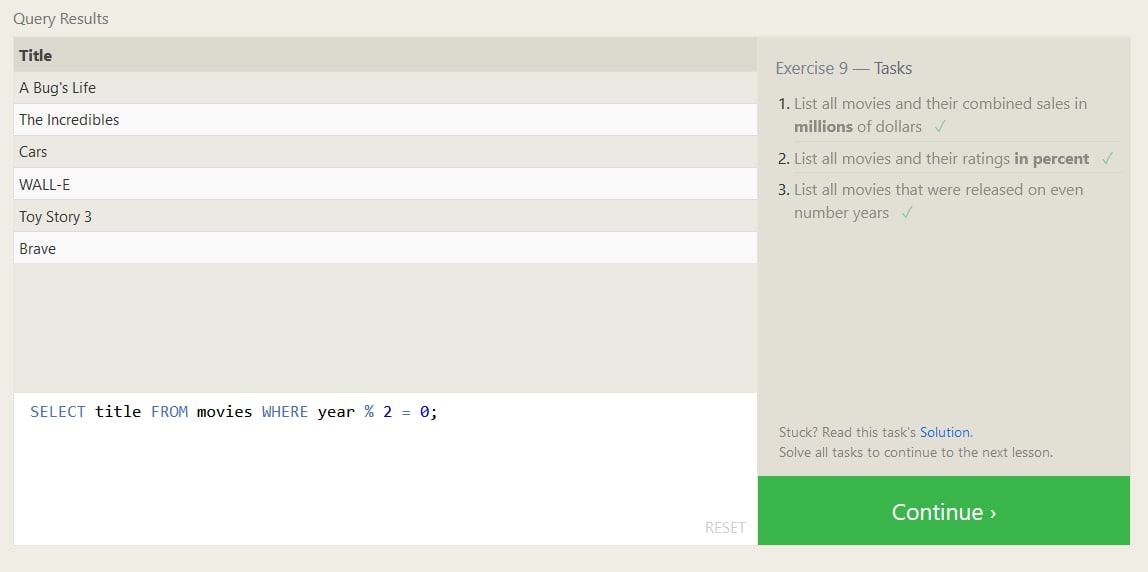 Query Results
Title
A Bug's Life
The Incredibles
Cars
WALL-E
Toy Story 3
Brave
SELECT title FROM movies WHERE year % 2 = 0;
RESET
Exercise 9 — Tasks
1. List all movies and their combined sales in
millions of dollars ✓
2. List all movies and their ratings in percent ✓
3. List all movies that were released on even
number years ✓
Stuck? Read this task's Solution.
Solve all tasks to continue to the next lesson.
Continue ›